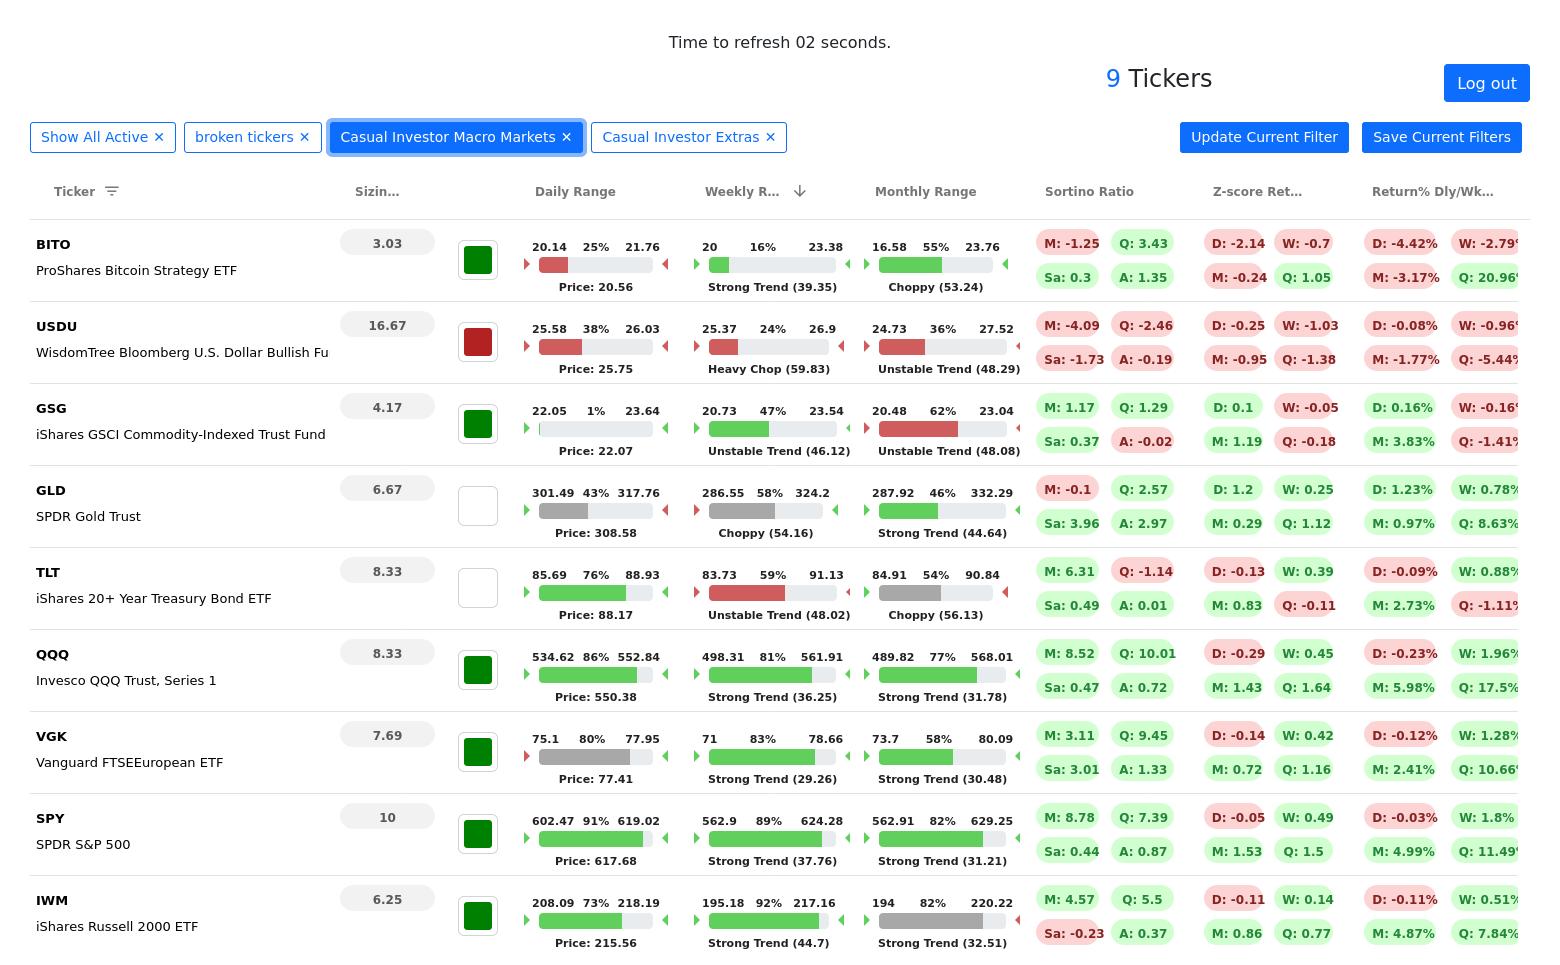 Time to refresh 02 seconds.
9 Tickers
Log out
Show All Active ✕ broken tickers ✕ Casual Investor Macro Markets ✕ Casual Investor Extras ✕ Update Current Filter Save Current Filters
Ticker Sizin… Daily Range Weekly R… Monthly Range Sortino Ratio Z-score Ret… Return% Dly/Wk…
BITO 3.03 20.14 25% 21.76 20 16% 23.38 16.58 55% 23.76 M: -1.25 Q: 3.43 D: -2.14 W: -0.7 D: -4.42% W: -2.79%
ProShares Bitcoin Strategy ETF Price: 20.56 Strong Trend (39.35) Choppy (53.24) Sa: 0.3 A: 1.35 M: -0.24 Q: 1.05 M: -3.17% Q: 20.96%
USDU 16.67 25.58 38% 26.03 25.37 24% 26.9 24.73 36% 27.52 M: -4.09 Q: -2.46 D: -0.25 W: -1.03 D: -0.08% W: -0.96%
WisdomTree Bloomberg U.S. Dollar Bullish Fu Price: 25.75 Heavy Chop (59.83) Unstable Trend (48.29) Sa: -1.73 A: -0.19 M: -0.95 Q: -1.38 M: -1.77% Q: -5.44%
GSG 4.17 22.05 1% 23.64 20.73 47% 23.54 20.48 62% 23.04 M: 1.17 Q: 1.29 D: 0.1 W: -0.05 D: 0.16% W: -0.16%
iShares GSCI Commodity-Indexed Trust Fund Price: 22.07 Unstable Trend (46.12) Unstable Trend (48.08) Sa: 0.37 A: -0.02 M: 1.19 Q: -0.18 M: 3.83% Q: -1.41%
GLD 6.67 301.49 43% 317.76 286.55 58% 324.2 287.92 46% 332.29 M: -0.1 Q: 2.57 D: 1.2 W: 0.25 D: 1.23% W: 0.78%
SPDR Gold Trust Price: 308.58 Choppy (54.16) Strong Trend (44.64) Sa: 3.96 A: 2.97 M: 0.29 Q: 1.12 M: 0.97% Q: 8.63%
TLT 8.33 85.69 76% 88.93 83.73 59% 91.13 84.91 54% 90.84 M: 6.31 Q: -1.14 D: -0.13 W: 0.39 D: -0.09% W: 0.88%
iShares 20+ Year Treasury Bond ETF Price: 88.17 Unstable Trend (48.02) Choppy (56.13) Sa: 0.49 A: 0.01 M: 0.83 Q: -0.11 M: 2.73% Q: -1.11%
QQQ 8.33 534.62 86% 552.84 498.31 81% 561.91 489.82 77% 568.01 M: 8.52 Q: 10.01 D: -0.29 W: 0.45 D: -0.23% W: 1.96%
Invesco QQQ Trust, Series 1 Price: 550.38 Strong Trend (36.25) Strong Trend (31.78) Sa: 0.47 A: 0.72 M: 1.43 Q: 1.64 M: 5.98% Q: 17.5%
VGK 7.69 75.1 80% 77.95 71 83% 78.66 73.7 58% 80.09 M: 3.11 Q: 9.45 D: -0.14 W: 0.42 D: -0.12% W: 1.28%
Vanguard FTSEEuropean ETF Price: 77.41 Strong Trend (29.26) Strong Trend (30.48) Sa: 3.01 A: 1.33 M: 0.72 Q: 1.16 M: 2.41% Q: 10.66%
SPY 10 602.47 91% 619.02 562.9 89% 624.28 562.91 82% 629.25 M: 8.78 Q: 7.39 D: -0.05 W: 0.49 D: -0.03% W: 1.8%
SPDR S&P 500 Price: 617.68 Strong Trend (37.76) Strong Trend (31.21) Sa: 0.44 A: 0.87 M: 1.53 Q: 1.5 M: 4.99% Q: 11.49%
IWM 6.25 208.09 73% 218.19 195.18 92% 217.16 194 82% 220.22 M: 4.57 Q: 5.5 D: -0.11 W: 0.14 D: -0.11% W: 0.51%
iShares Russell 2000 ETF Price: 215.56 Strong Trend (44.7) Strong Trend (32.51) Sa: -0.23 A: 0.37 M: 0.86 Q: 0.77 M: 4.87% Q: 7.84%